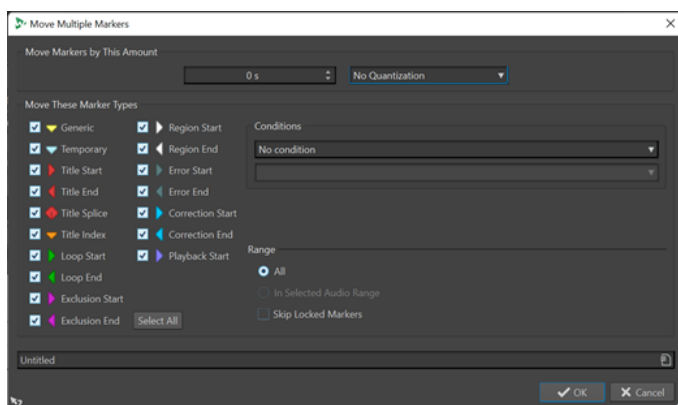 Move Multiple Markers
Move Markers by This Amount
0 s
No Quantization
Move These Marker Types
Generic
Temporary
Title Start
Title End
Title Splice
Title Index
Loop Start
Loop End
Exclusion Start
Exclusion End
Region Start
Region End
Error Start
Error End
Correction Start
Correction End
Playback Start
Select All
Conditions
No condition
Range
All
In Selected Audio Range
Skip Locked Markers
Untitled
OK
Cancel